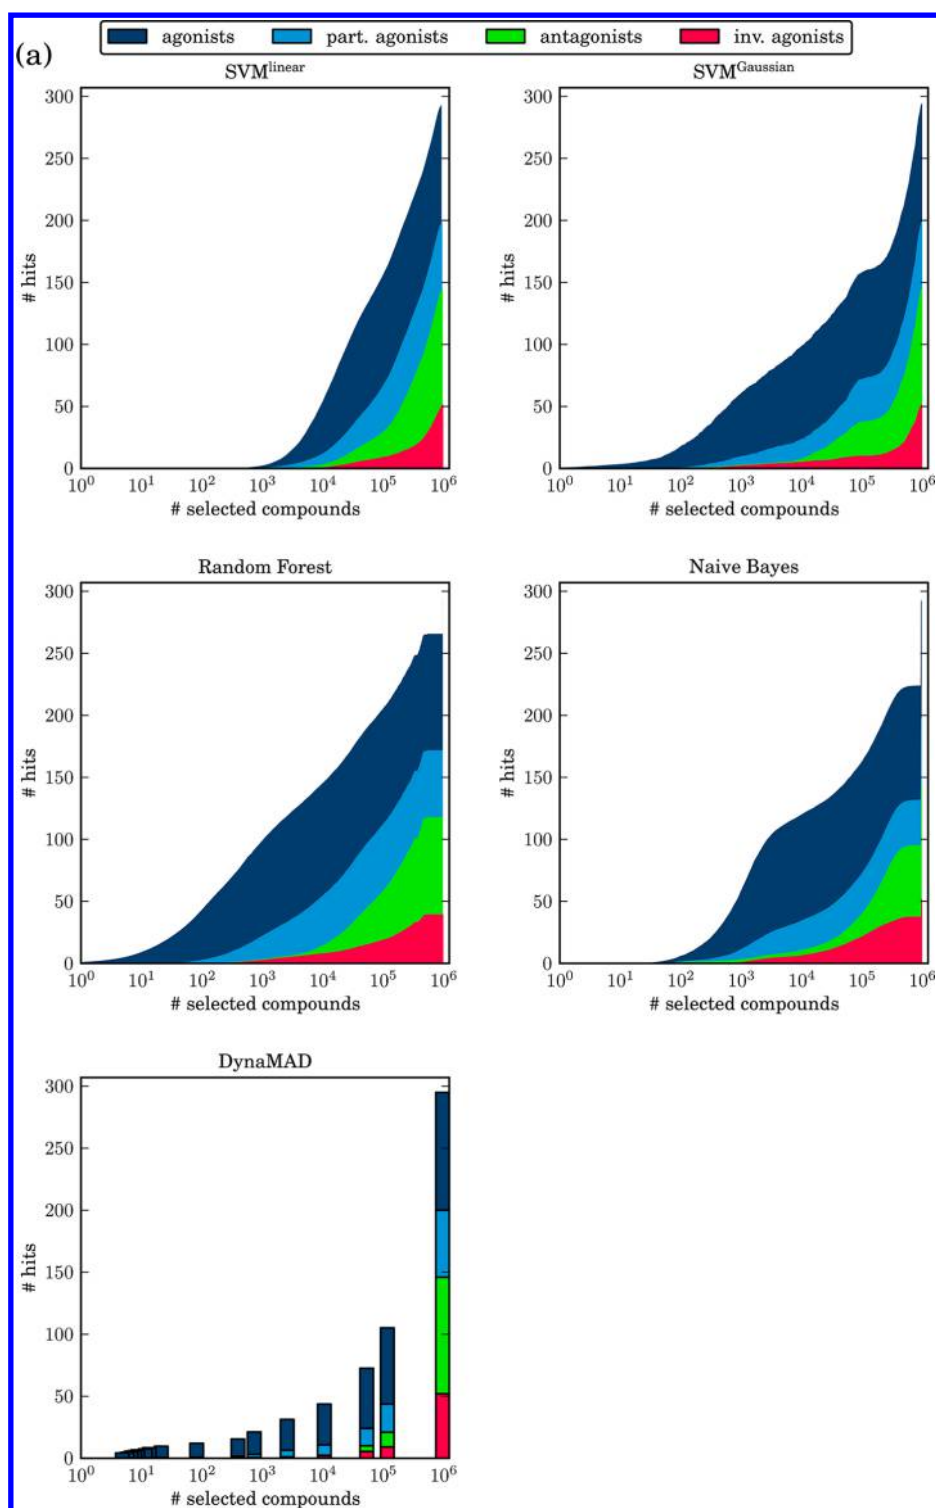 agonists part. agonists antagonists inv. agonists
(a)
SVM^linear SVM^Gaussian
300 300
250 250
200 200
150 150
100 100
50 50
0 0
# hits # hits
10^0 10^1 10^2 10^3 10^4 10^5 10^6 10^0 10^1 10^2 10^3 10^4 10^5 10^6
# selected compounds # selected compounds
Random Forest Naive Bayes
300 300
250 250
200 200
150 150
100 100
50 50
0 0
# hits # hits
10^0 10^1 10^2 10^3 10^4 10^5 10^6 10^0 10^1 10^2 10^3 10^4 10^5 10^6
# selected compounds # selected compounds
DynaMAD
300
250
200
150
100
50
0
# hits
10^0 10^1 10^2 10^3 10^4 10^5 10^6
# selected compounds